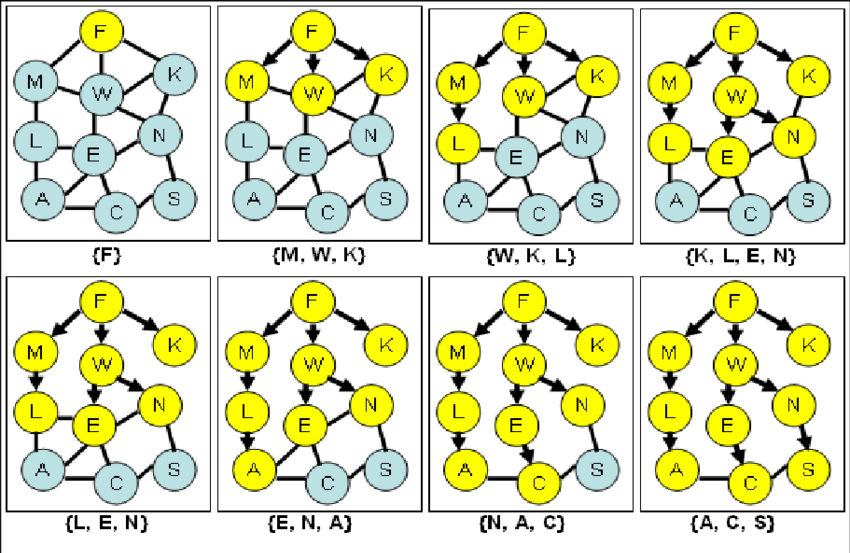 F
M W K
L E N
A C S
{F}
F
M W K
L E N
A C S
{M, W, K}
F
M W K
L E N
A C S
{W, K, L}
F
M W K
L E N
A C S
{K, L, E, N}
F
M W K
L E N
A C S
{L, E, N}
F
M W K
L E N
A C S
{E, N, A}
F
M W K
L E N
A C S
{N, A, C}
F
M W K
L E N
A C S
{A, C, S}